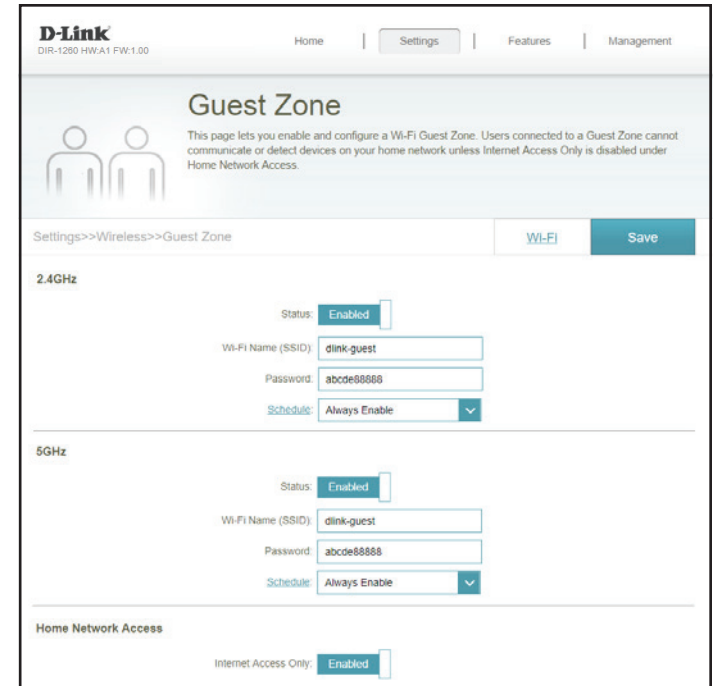 D-Link
DIR-1260 HW:A1 FW:1.00
Home | Settings | Features | Management
Guest Zone
This page lets you enable and configure a Wi-Fi Guest Zone. Users connected to a Guest Zone cannot
communicate or detect devices on your home network unless Internet Access Only is disabled under
Home Network Access.
Settings>>Wireless>>Guest Zone
Wi-Fi
Save
2.4GHz
Status: Enabled
Wi-Fi Name (SSID): dlink-guest
Password: abcde88888
Schedule: Always Enable
5GHz
Status: Enabled
Wi-Fi Name (SSID): dlink-guest
Password: abcde88888
Schedule: Always Enable
Home Network Access
Internet Access Only: Enabled